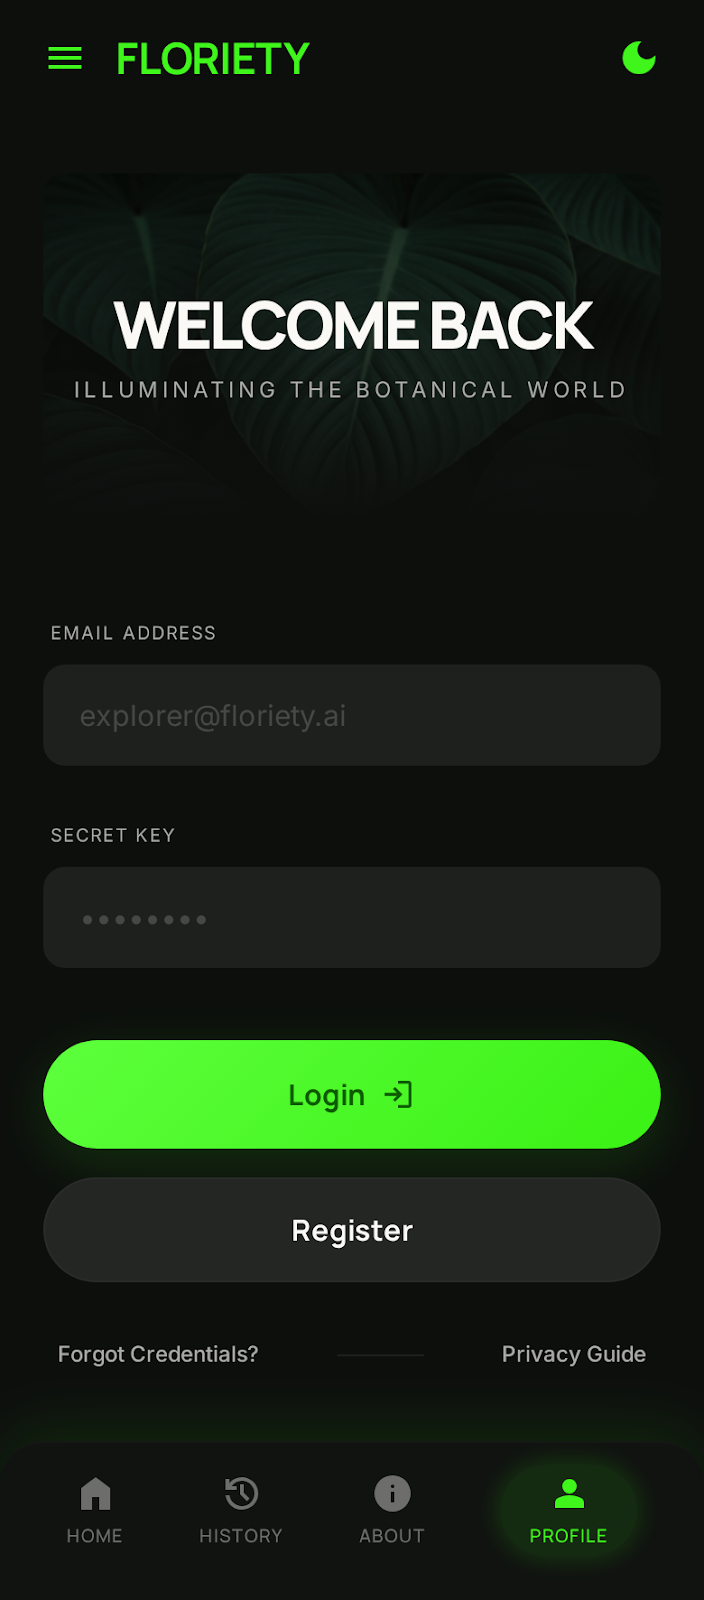 FLORIETY
WELCOME BACK
ILLUMINATING THE BOTANICAL WORLD
EMAIL ADDRESS
explorer@floriety.ai
SECRET KEY
••••••••
Login
Register
Forgot Credentials? Privacy Guide
HOME HISTORY ABOUT PROFILE